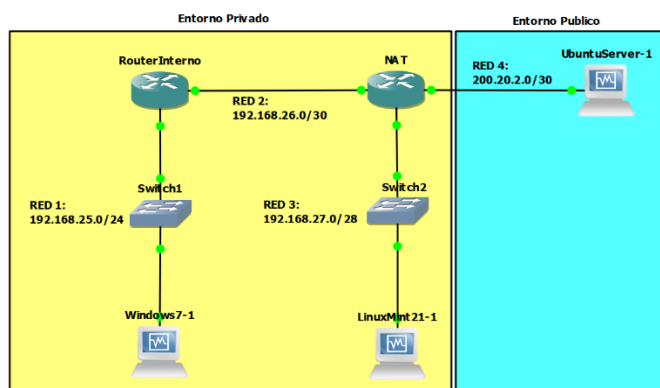 Entorno Privado
Entorno Publico
RouterInterno
NAT
UbuntuServer-1
RED 4:
200.20.2.0/30
RED 2:
192.168.26.0/30
Switch1
Switch2
RED 1:
192.168.25.0/24
RED 3:
192.168.27.0/28
Windows7-1
LinuxMint21-1